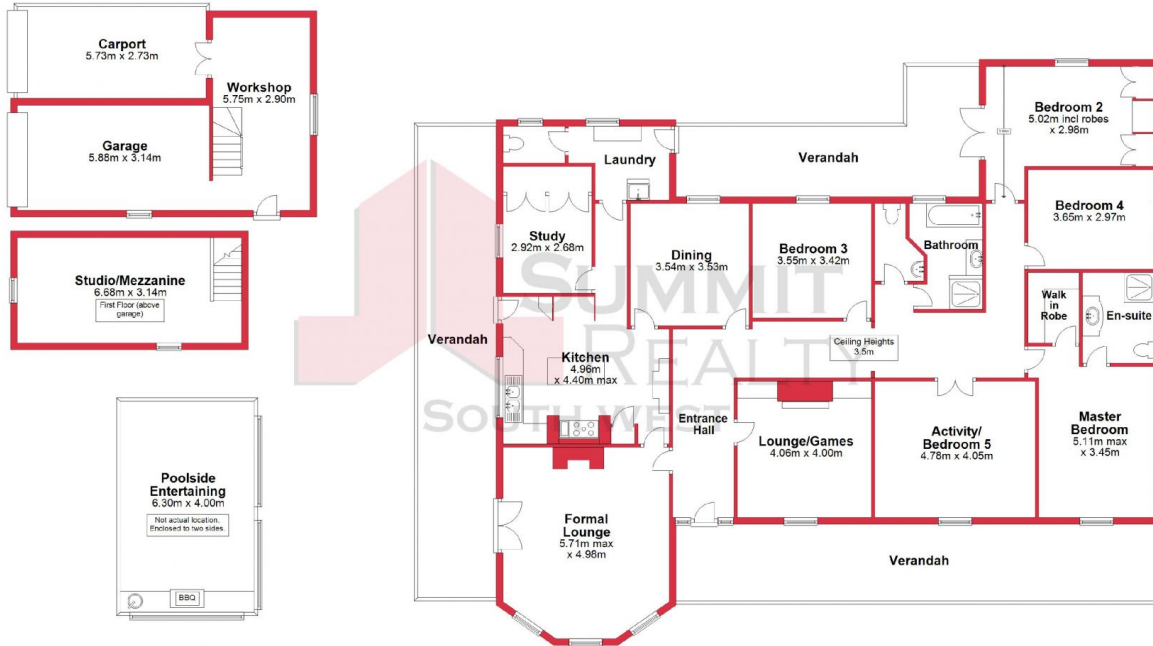 Carport
5.73m x 2.73m
Workshop
5.75m x 2.90m
Garage
5.88m x 3.14m
Studio/Mezzanine
6.68m x 3.14m
First Floor (above
garage)
Poolside
Entertaining
6.30m x 4.00m
Not actual location.
Enclosed to two sides.
BBQ
Laundry
Verandah
Bedroom 2
5.02m incl robes
x 2.98m
Bedroom 4
3.65m x 2.97m
Study
2.92m x 2.68m
Dining
3.54m x 3.53m
Bedroom 3
3.55m x 3.42m
Bathroom
Walk
in
Robe
En-suite
Verandah
Kitchen
4.96m
x 4.40m max
Ceiling Heights
3.5m
Entrance
Hall
Lounge/Games
4.06m x 4.00m
Activity/
Bedroom 5
4.78m x 4.05m
Master
Bedroom
5.11m max
x 3.45m
Formal
Lounge
5.71m max
x 4.98m
Verandah
SUMMIT
REALTY
SOUTH WEST